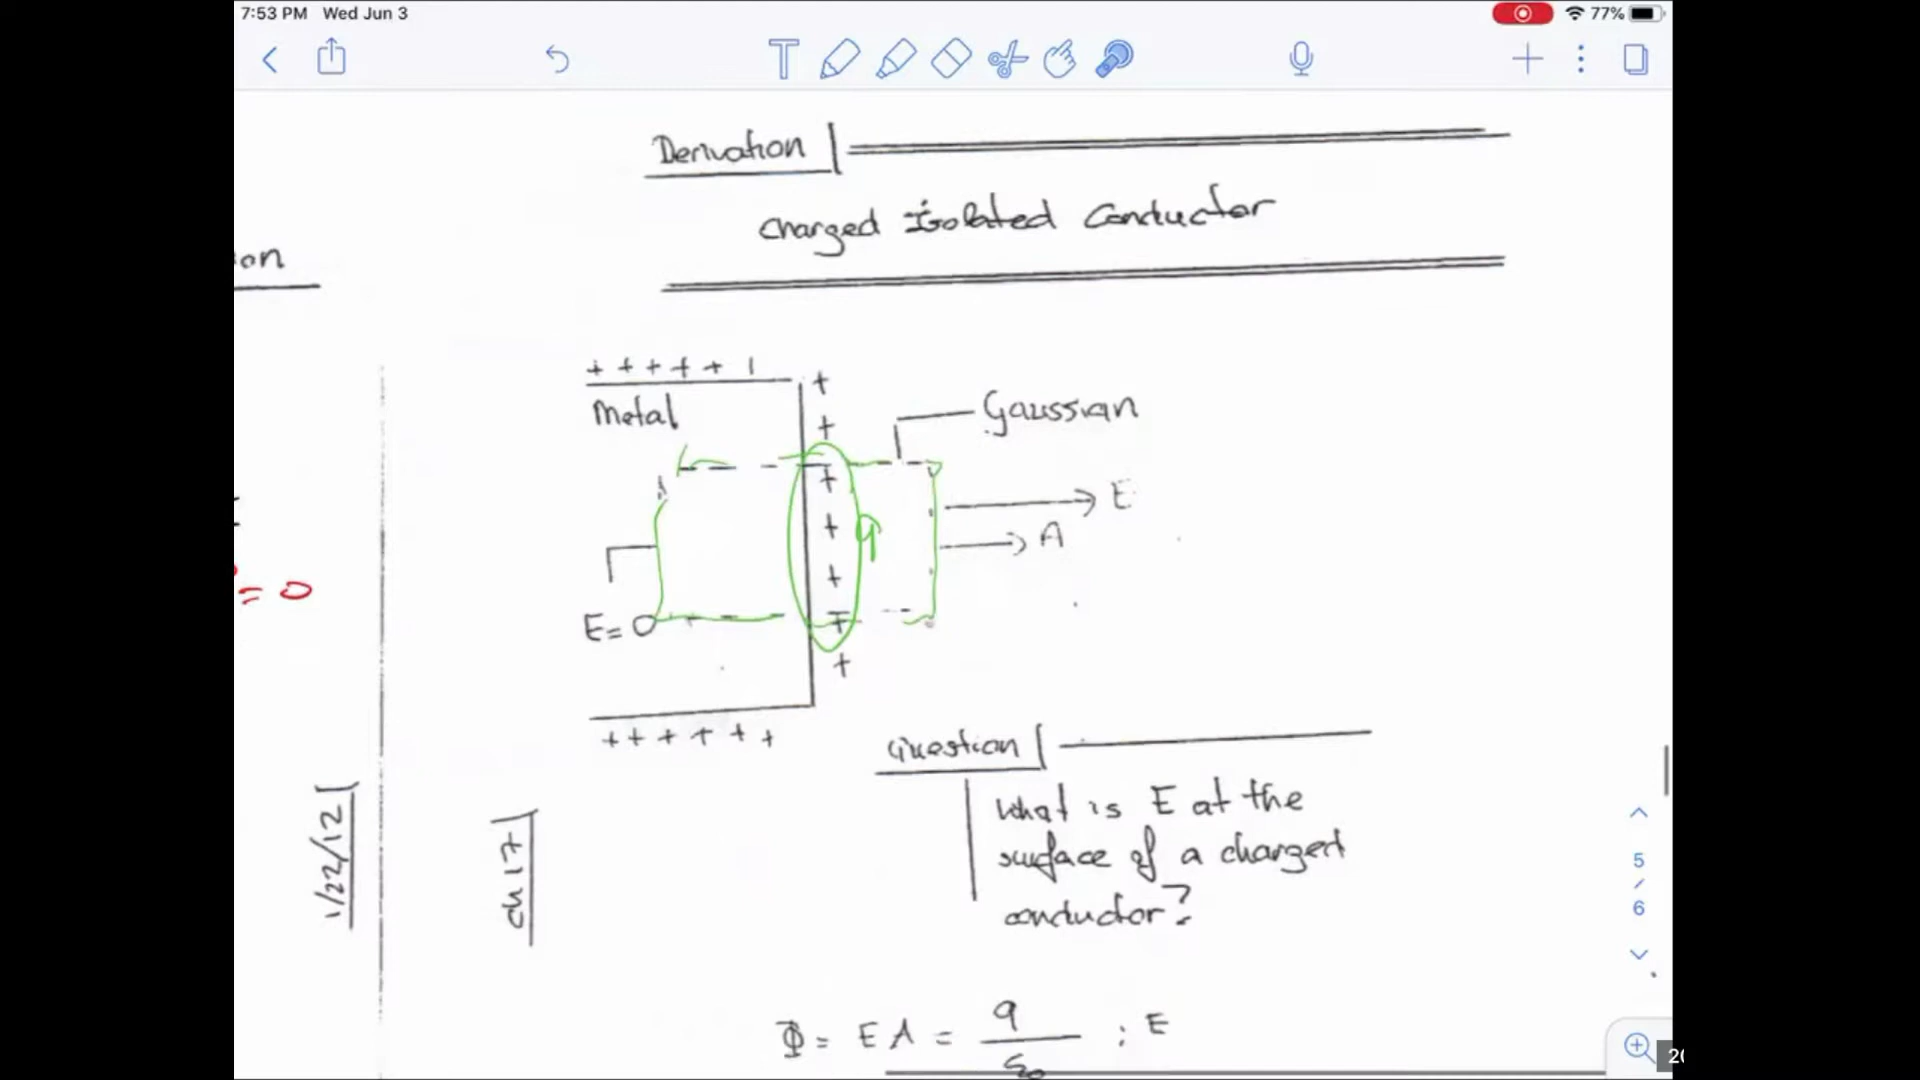 7:53 PM Wed Jun 3
77%
T
Derivation
Charged Isolated Conductor
on
+ + + + +
+
Metal
+
Gaussian
+
E
+
q
A
+
= 0
E = 0
+
+
+ + + + + +
Question
What is E at the
surface of a charged
conductor?
1/22/12
ch 17
5
/
6
Φ = EA = q / ε₀ ; E